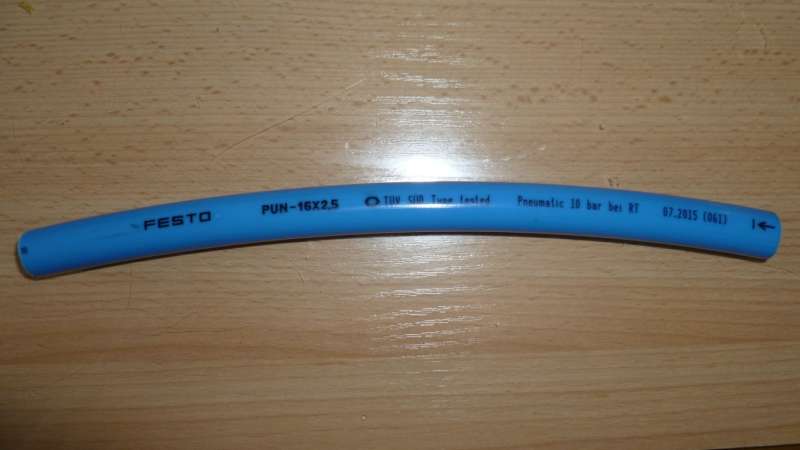 FESTO PUN-16X2,5 TÜV SÜD Type tested Pneumatic 10 bar bei RT 07.2015 (061)